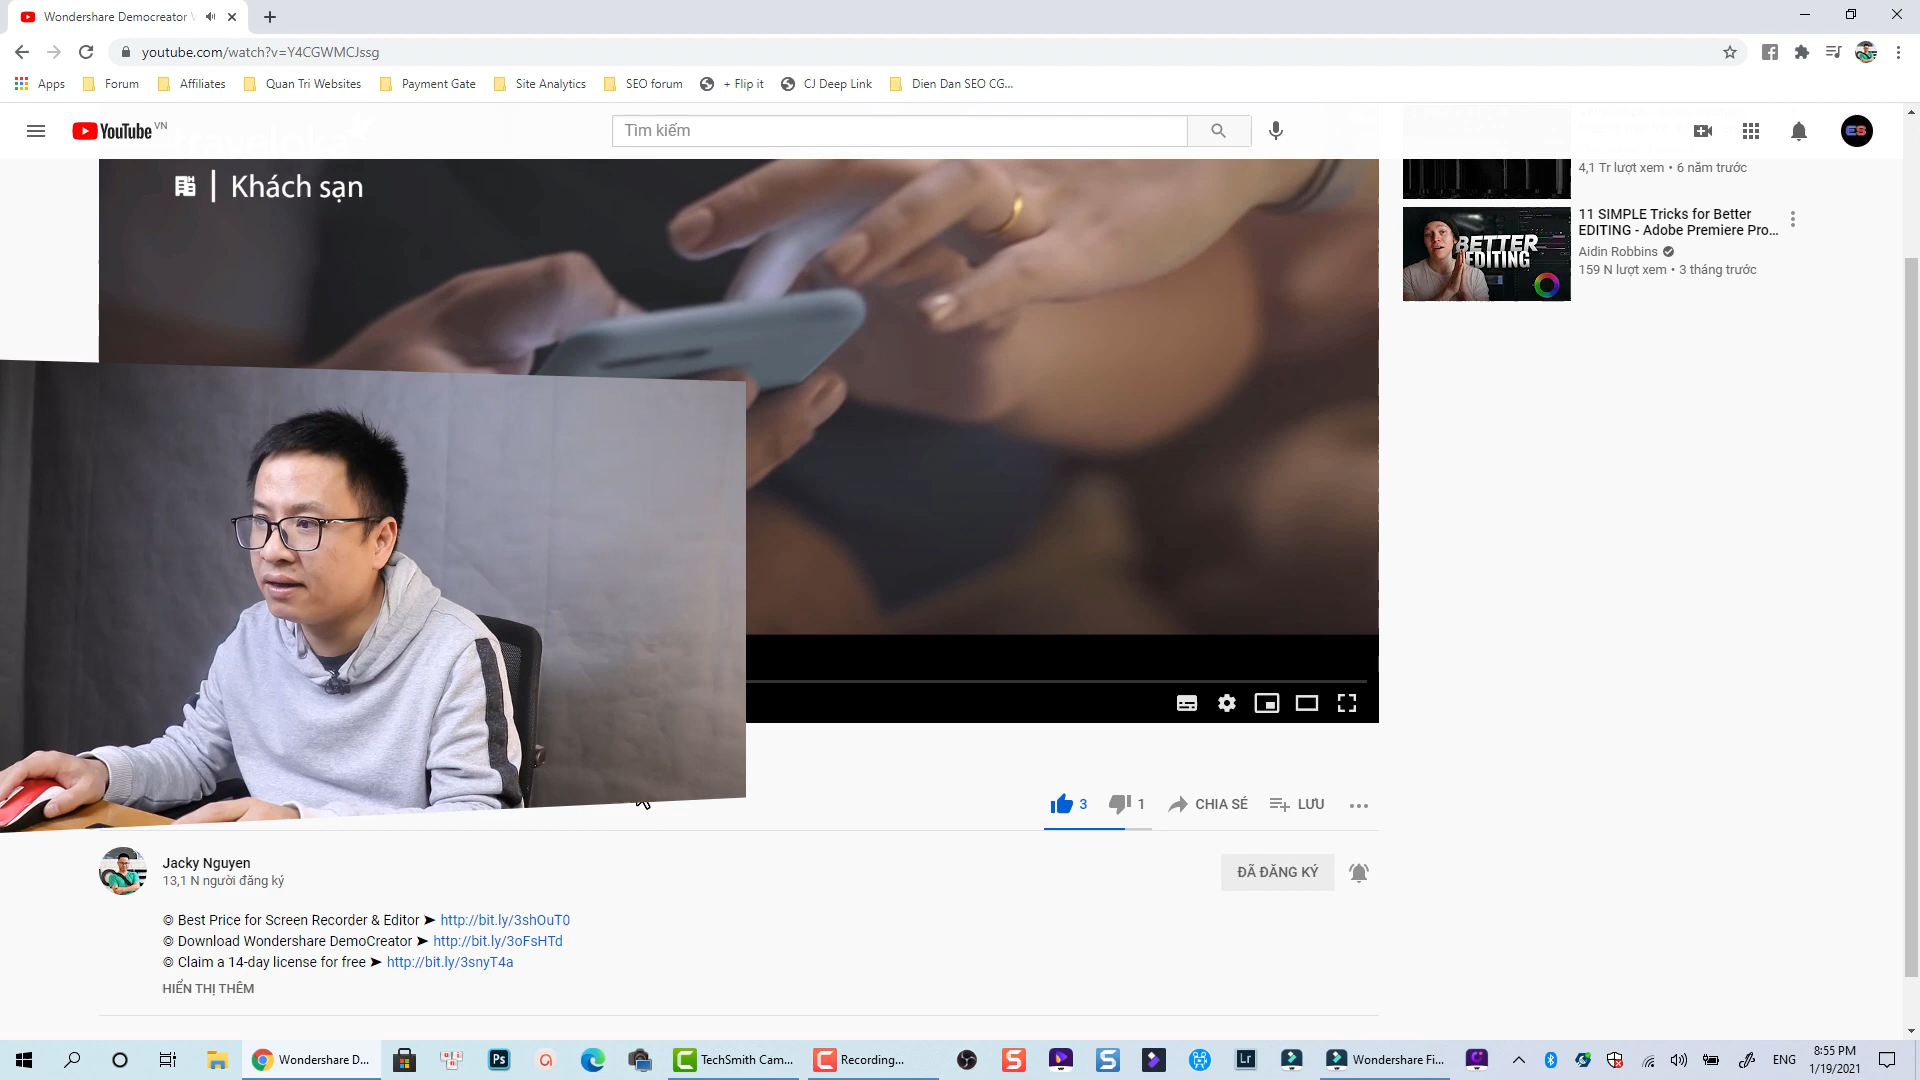 Wondershare Democreator V
youtube.com/watch?v=Y4CGWMCJssg
Apps
Forum
Affiliates
Quan Tri Websites
Payment Gate
Site Analytics
SEO forum
+ Flip it
CJ Deep Link
Dien Dan SEO CG...
YouTube VN
traveloka
Tìm kiếm
ES
Khách sạn
4,1 Tr lượt xem • 6 năm trước
BETTER
EDITING
11 SIMPLE Tricks for Better
EDITING - Adobe Premiere Pro...
Aidin Robbins
159 N lượt xem • 3 tháng trước
3
1
CHIA SẺ
LƯU
Jacky Nguyen
13,1 N người đăng ký
ĐÃ ĐĂNG KÝ
© Best Price for Screen Recorder & Editor ➤ http://bit.ly/3shOuT0
© Download Wondershare DemoCreator ➤ http://bit.ly/3oFsHTd
© Claim a 14-day license for free ➤ http://bit.ly/3snyT4a
HIỂN THỊ THÊM
Wondershare D...
Ps
TechSmith Cam...
Recording...
Lr
Wondershare Fi...
ENG
8:55 PM
1/19/2021